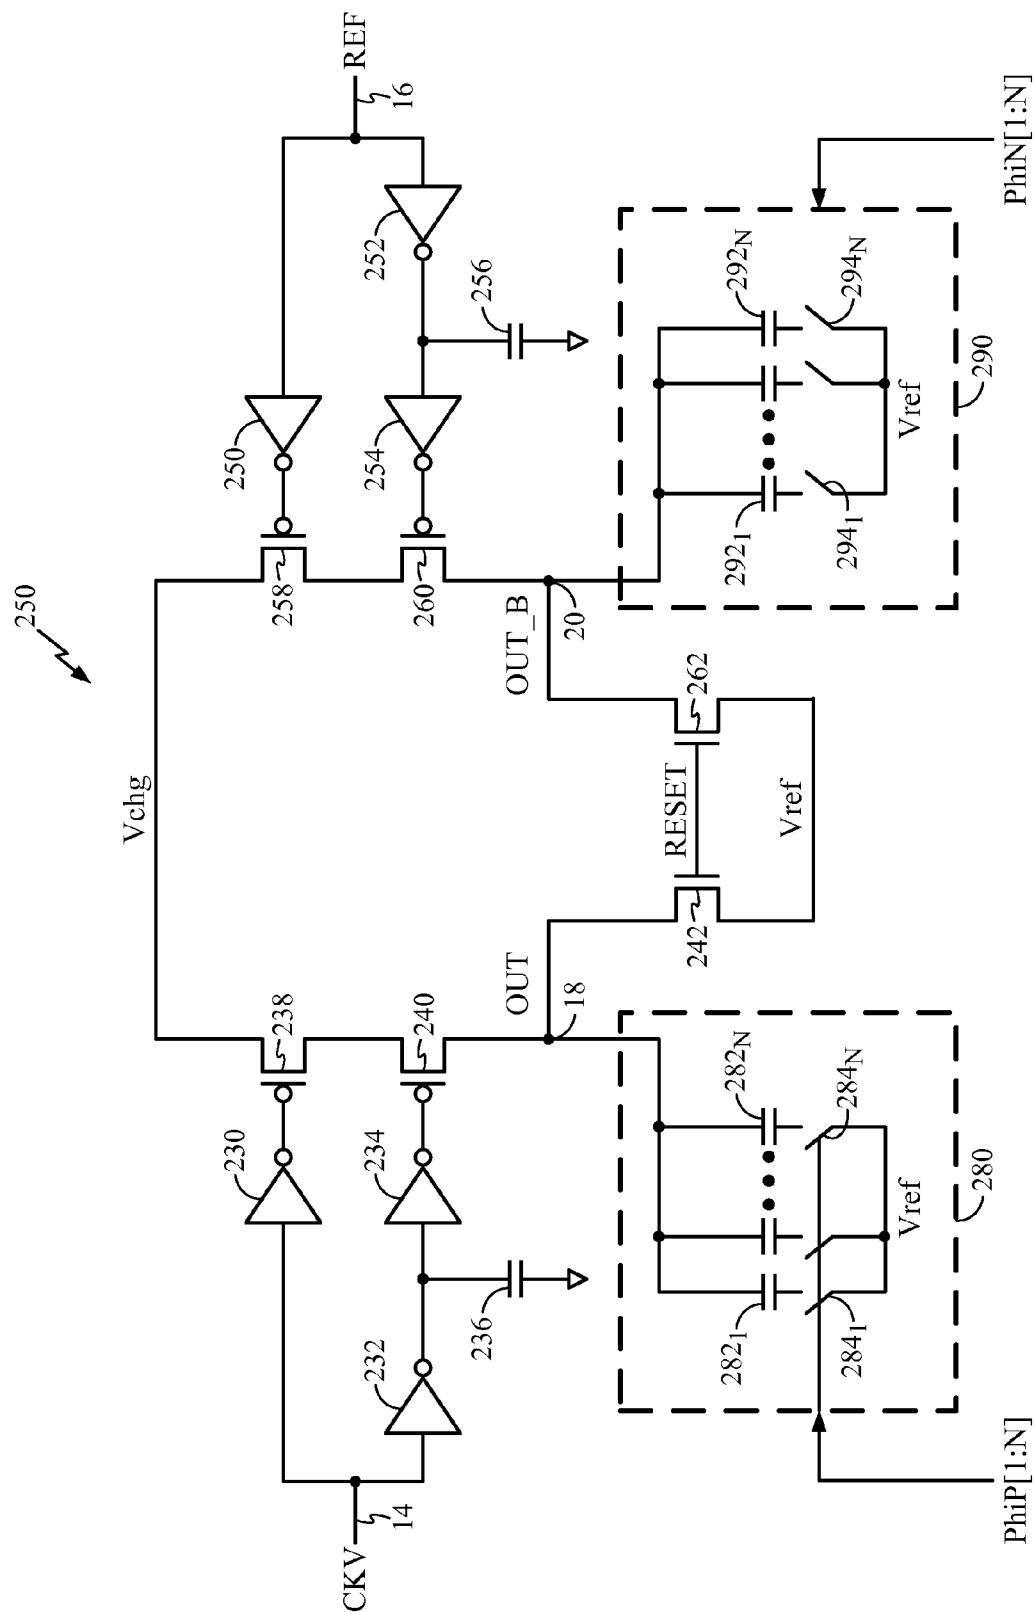 250
Vchg
CKV
14
230
232
234
236
238
240
OUT
18
242
RESET
Vref
262
OUT_B
20
258
260
250
254
252
256
REF
16
282₁
282N
284₁
284N
Vref
280
PhiP[1:N]
292₁
292N
294₁
294N
Vref
290
PhiN[1:N]